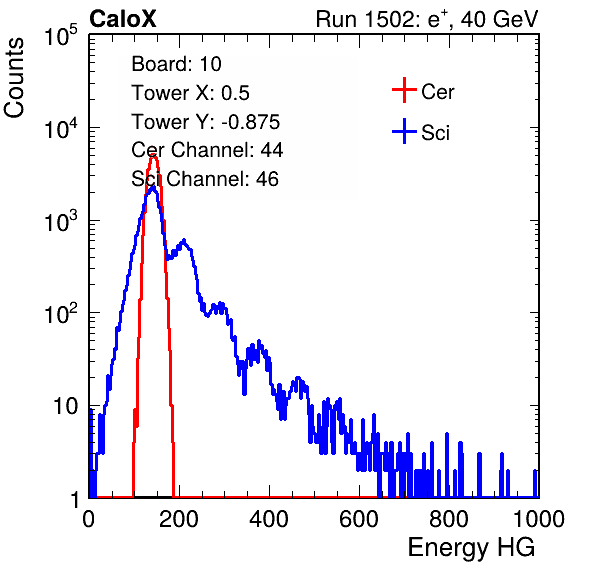 CaloX Run 1502: e+, 40 GeV
Board: 10
Tower X: 0.5
Tower Y: -0.875
Cer Channel: 44
Sci Channel: 46
Cer
Sci
Counts
10^5
10^4
10^3
10^2
10
1
0 200 400 600 800 1000
Energy HG